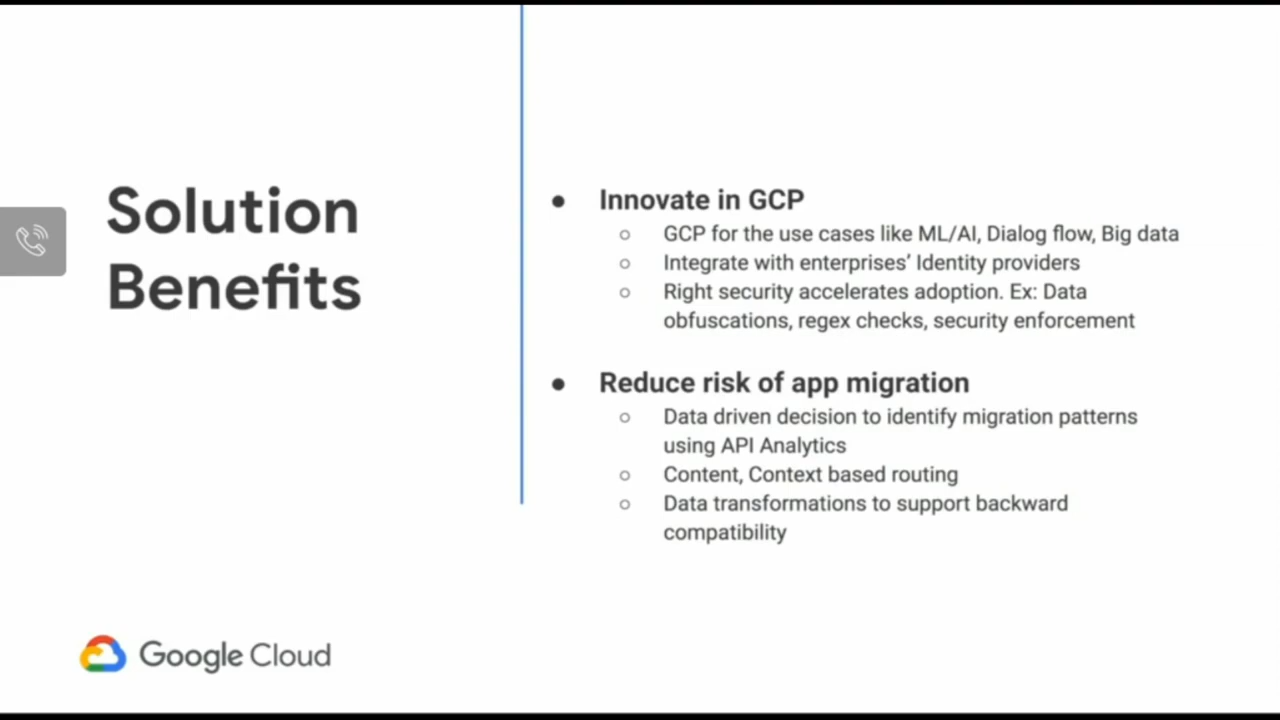 Solution
Benefits
● Innovate in GCP
○ GCP for the use cases like ML/AI, Dialog flow, Big data
○ Integrate with enterprises’ Identity providers
○ Right security accelerates adoption. Ex: Data
obfuscations, regex checks, security enforcement
● Reduce risk of app migration
○ Data driven decision to identify migration patterns
using API Analytics
○ Content, Context based routing
○ Data transformations to support backward
compatibility
Google Cloud